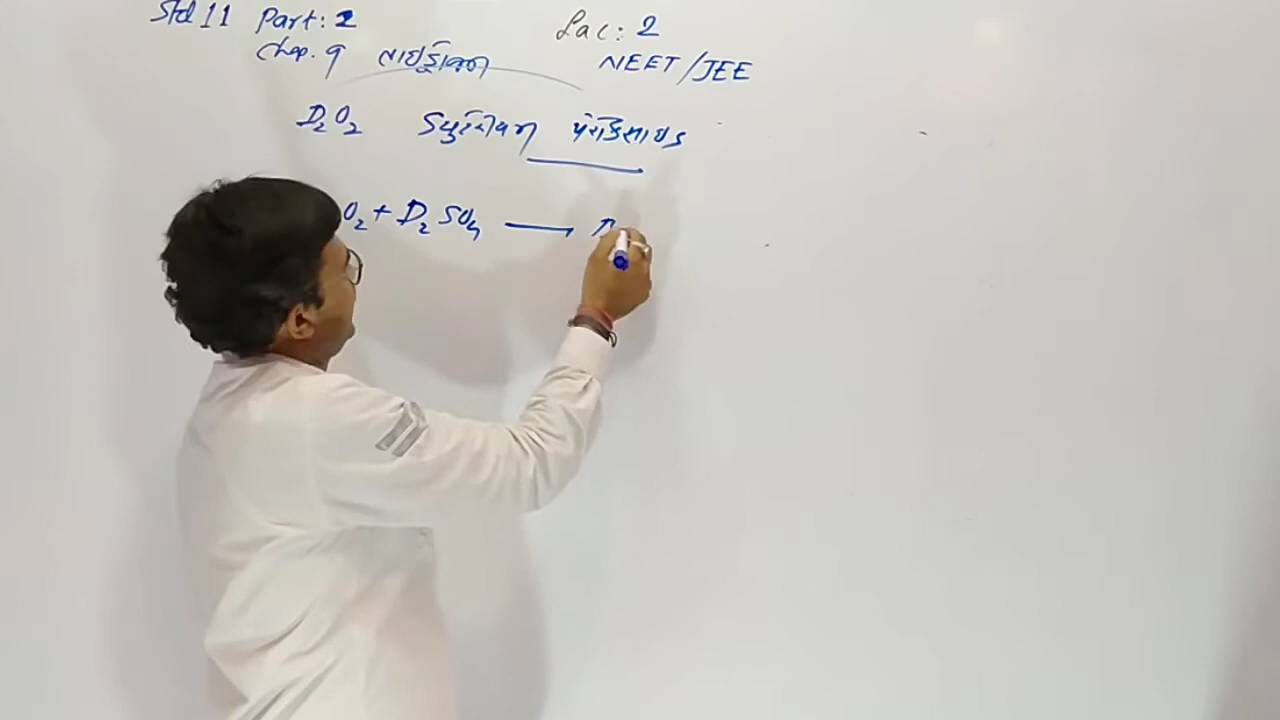 Std 11 Part: 2 Lac: 2
Chap. 9 હાઇડ્રોજન NEET/JEE
D₂O₂ ડ્યુટેરીયમ પેરોક્સાઇડ
O₂ + D₂SO₄ ⟶ D